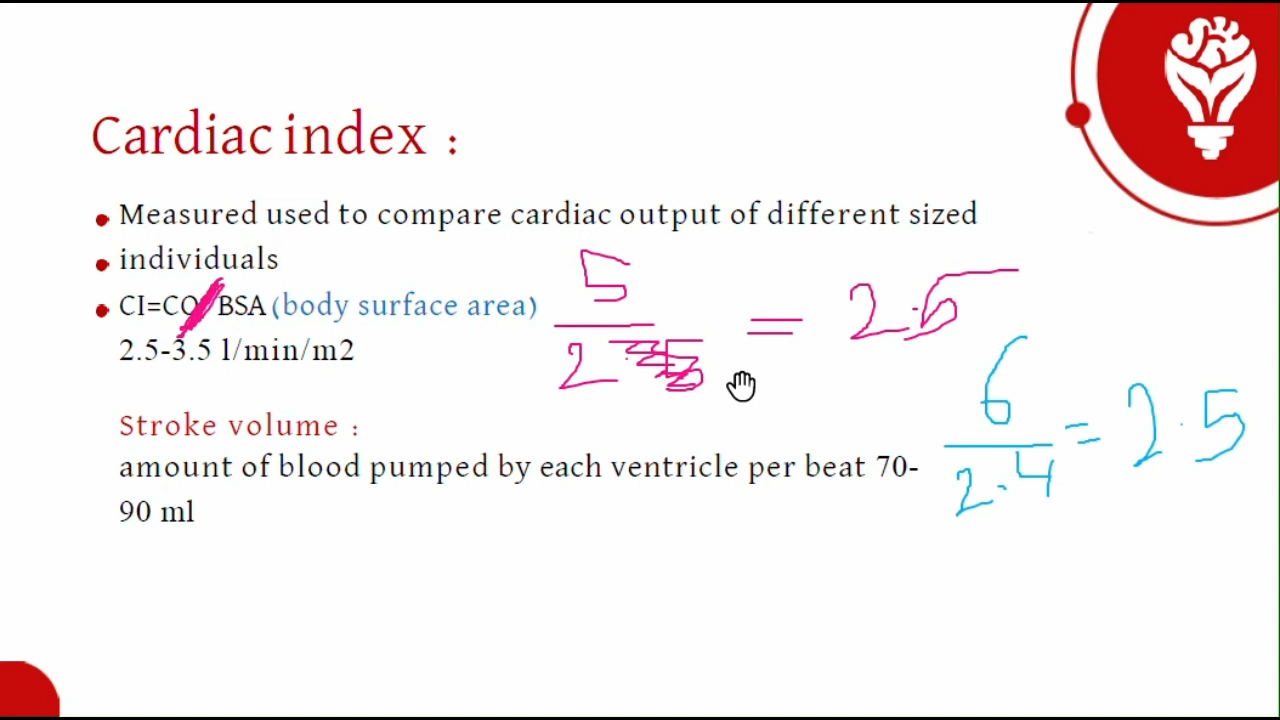 Cardiac index :
Measured used to compare cardiac output of different sized
individuals
CI=CO/BSA (body surface area)
2.5-3.5 l/min/m2
5
2
= 2.5
6
2.4
= 2.5
Stroke volume :
amount of blood pumped by each ventricle per beat 70-
90 ml